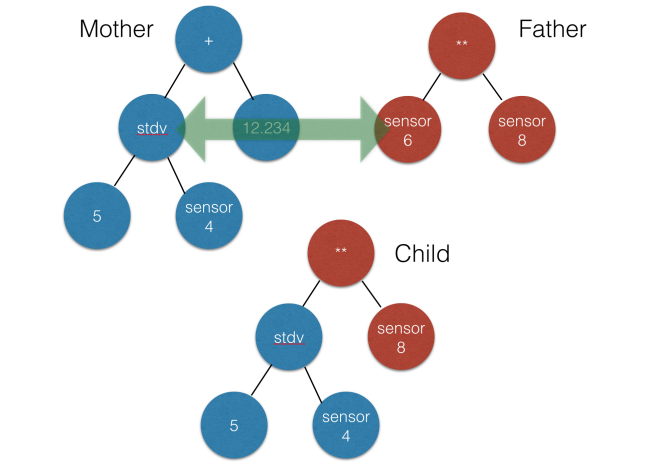 Mother
+
Father
**
stdv
12.234
sensor
6
sensor
8
5
sensor
4
**
Child
stdv
sensor
8
5
sensor
4